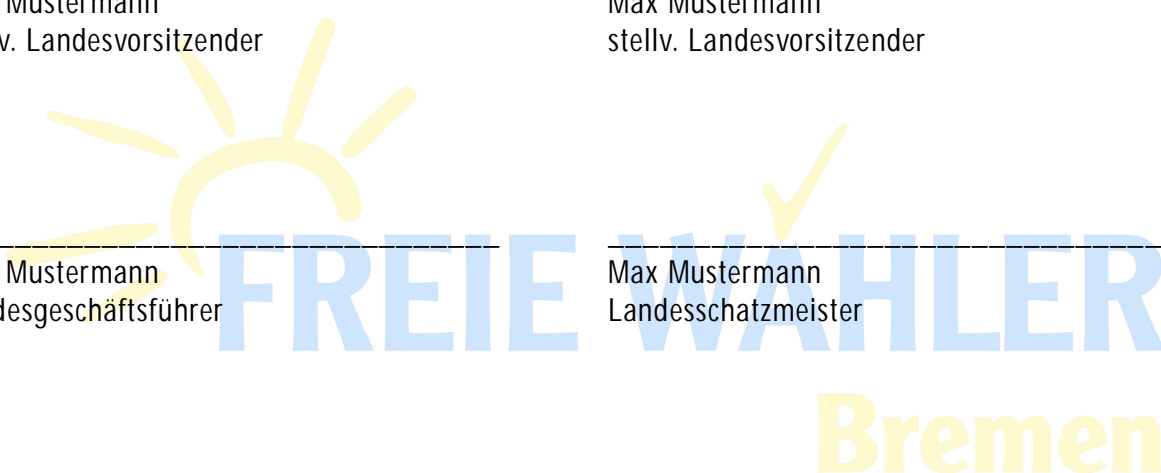 Mustermann
v. Landesvorsitzender
Max Mustermann
stellv. Landesvorsitzender
Mustermann
desgeschäftsführer
Max Mustermann
Landesschatzmeister
FREIE WÄHLER
Bremen